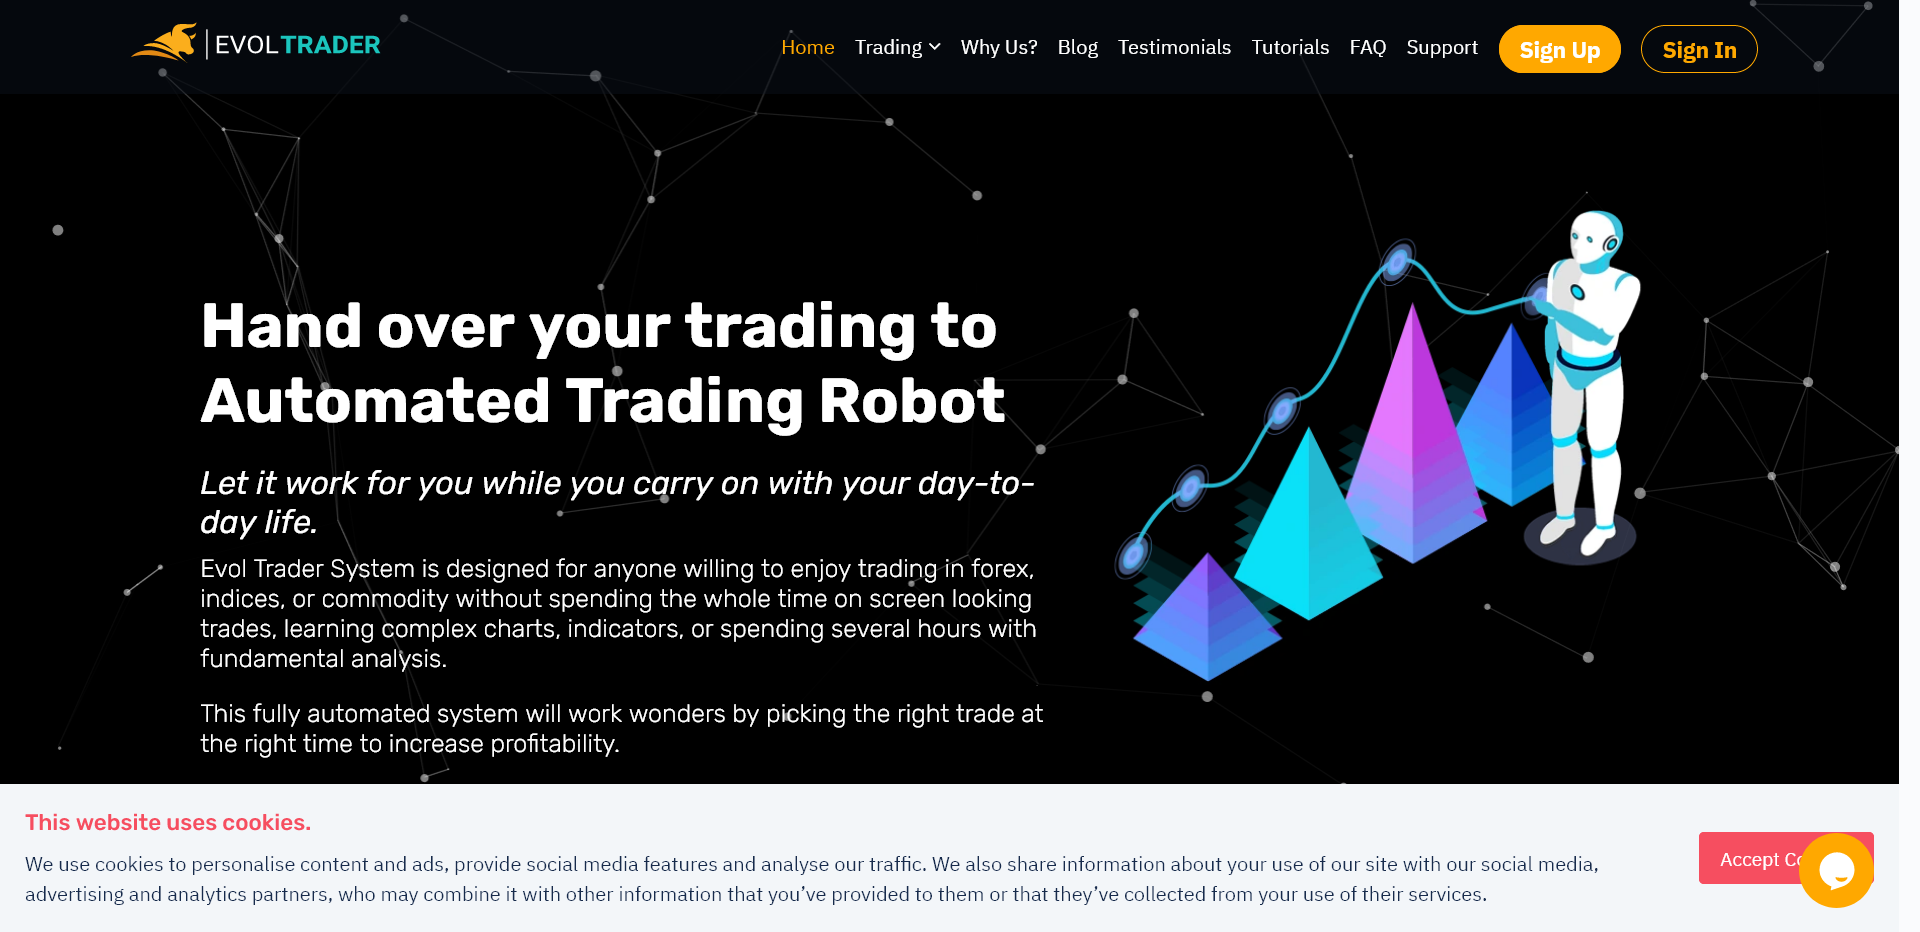 EVOLTRADER
Home Trading Why Us? Blog Testimonials Tutorials FAQ Support Sign Up Sign In
Hand over your trading to
Automated Trading Robot
Let it work for you while you carry on with your day-to-
day life.
Evol Trader System is designed for anyone willing to enjoy trading in forex,
indices, or commodity without spending the whole time on screen looking
trades, learning complex charts, indicators, or spending several hours with
fundamental analysis.
This fully automated system will work wonders by picking the right trade at
the right time to increase profitability.
This website uses cookies.
We use cookies to personalise content and ads, provide social media features and analyse our traffic. We also share information about your use of our site with our social media,
advertising and analytics partners, who may combine it with other information that you’ve provided to them or that they’ve collected from your use of their services.
Accept